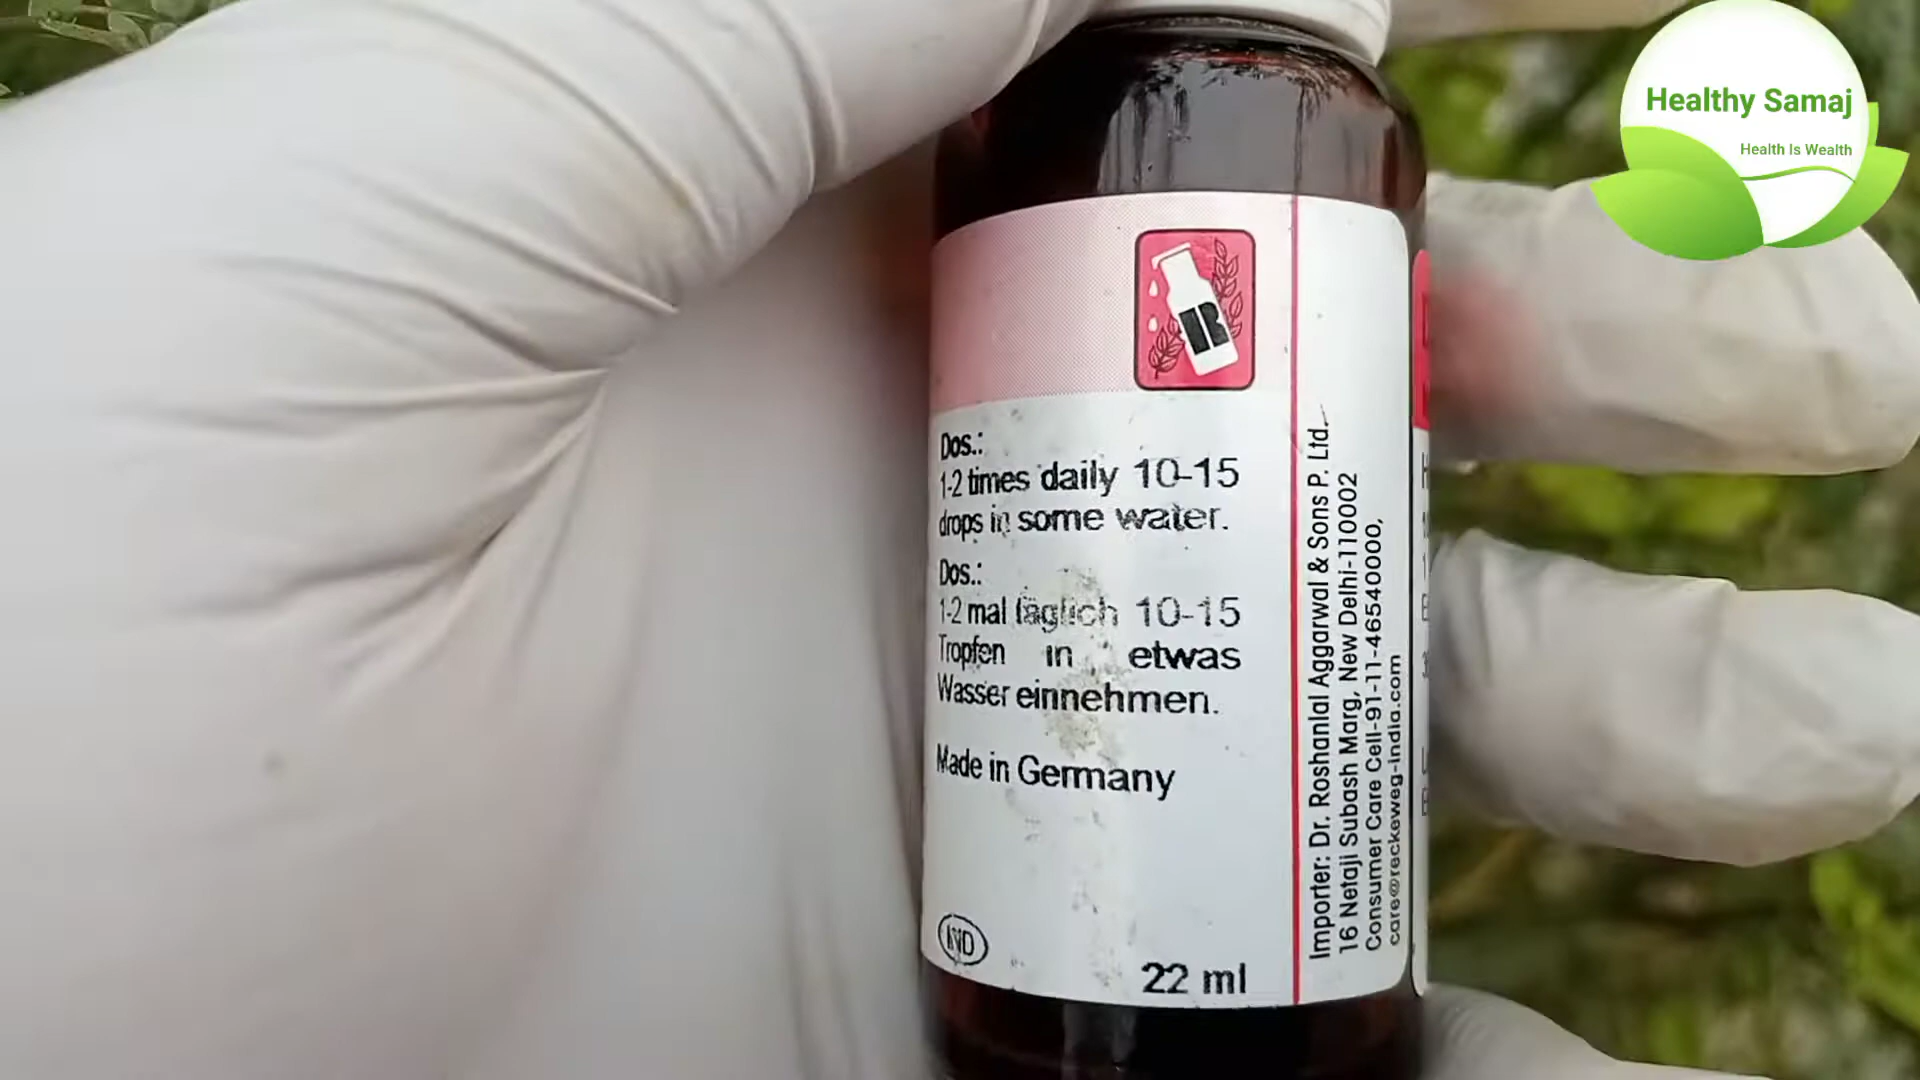 Healthy Samaj
Health Is Wealth
Dos.:
1-2 times daily 10-15
drops in some water.
Dos.:
1-2 mal täglich 10-15
Tropfen in etwas
Wasser einnehmen.
Made in Germany
IND
22 ml
Importer: Dr. Roshanlal Aggarwal & Sons P. Ltd.
16 Netaji Subash Marg, New Delhi-110002
Consumer Care Cell-91-11-46540000,
care@reckeweg-india.com